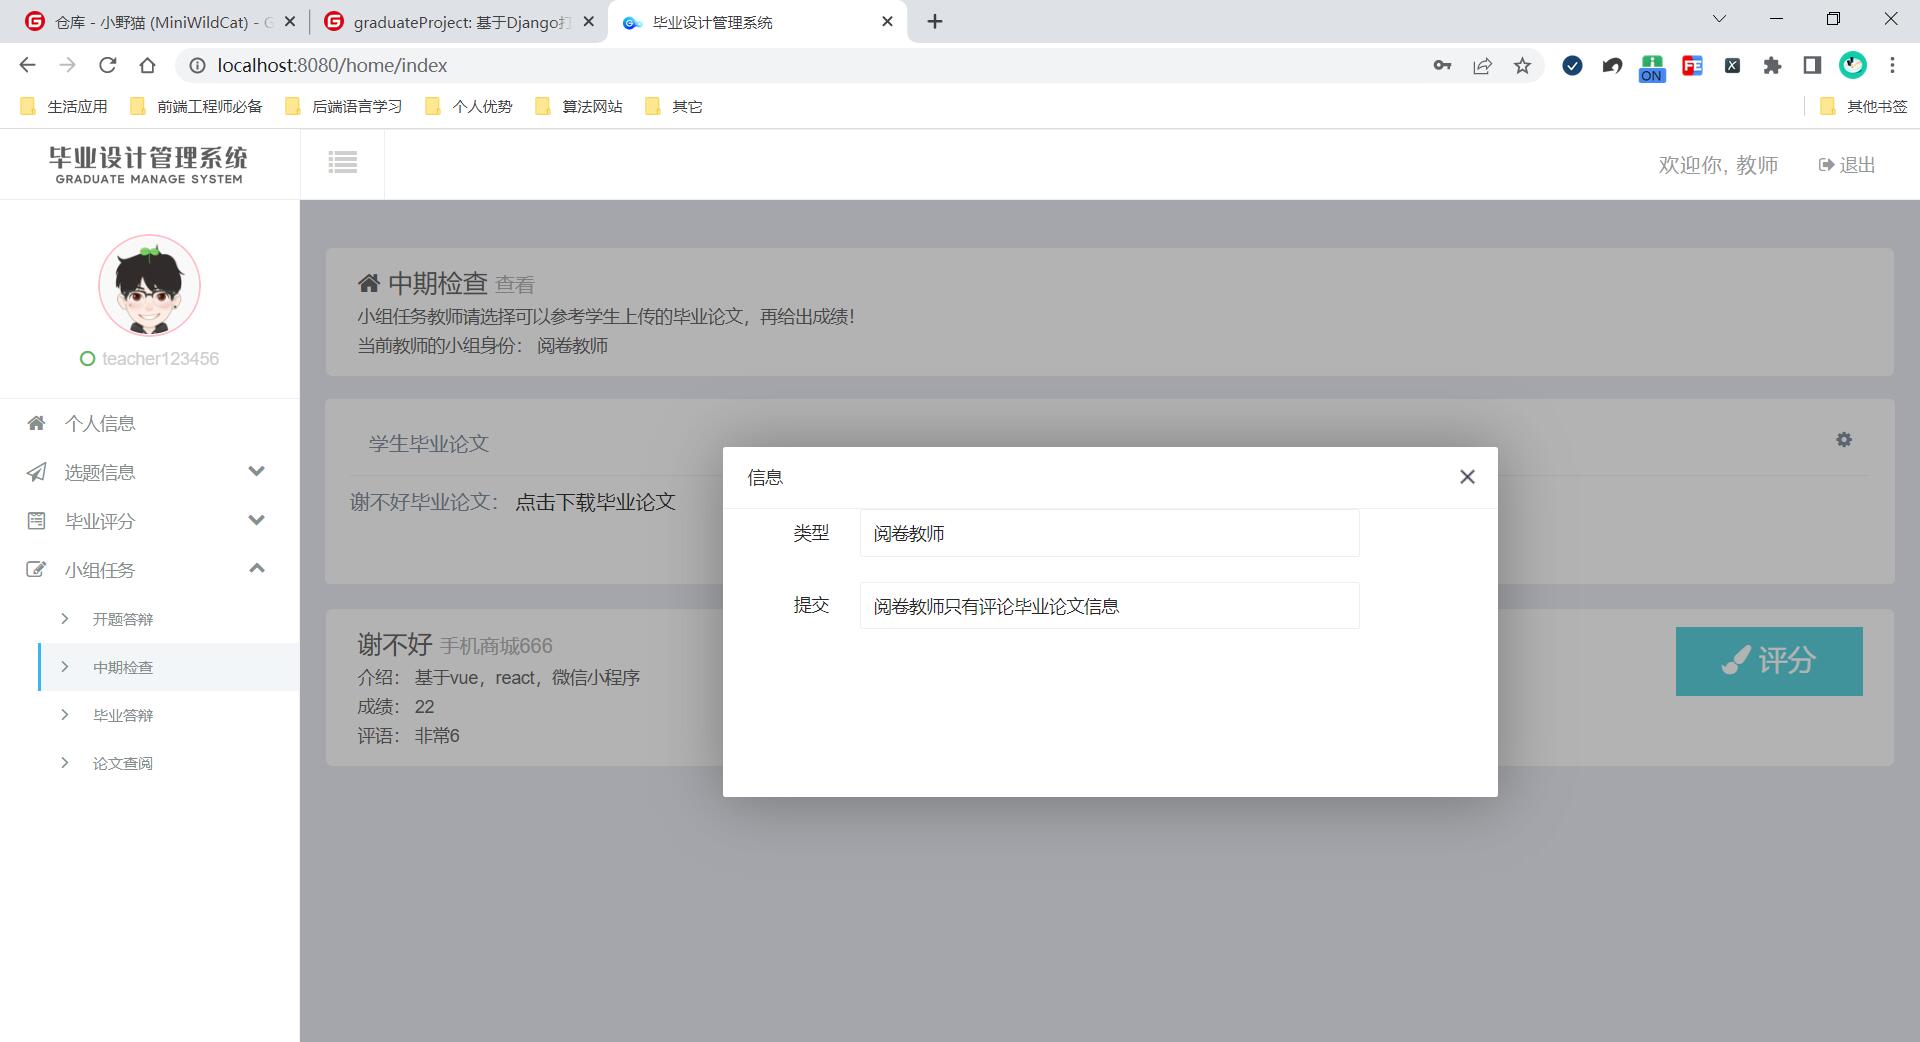 仓库 - 小野猫 (MiniWildCat) - G
graduateProject: 基于Django打
毕业设计管理系统
localhost:8080/home/index
ON
FE
X
生活应用
前端工程师必备
后端语言学习
个人优势
算法网站
其它
其他书签
毕业设计管理系统
GRADUATE MANAGE SYSTEM
欢迎你, 教师
退出
teacher123456
个人信息
选题信息
毕业评分
小组任务
开题答辩
中期检查
毕业答辩
论文查阅
中期检查 查看
小组任务教师请选择可以参考学生上传的毕业论文，再给出成绩！
当前教师的小组身份： 阅卷教师
学生毕业论文
谢不好毕业论文： 点击下载毕业论文
信息
类型 阅卷教师
提交 阅卷教师只有评论毕业论文信息
谢不好 手机商城666
介绍： 基于vue，react，微信小程序
成绩： 22
评语： 非常6
评分